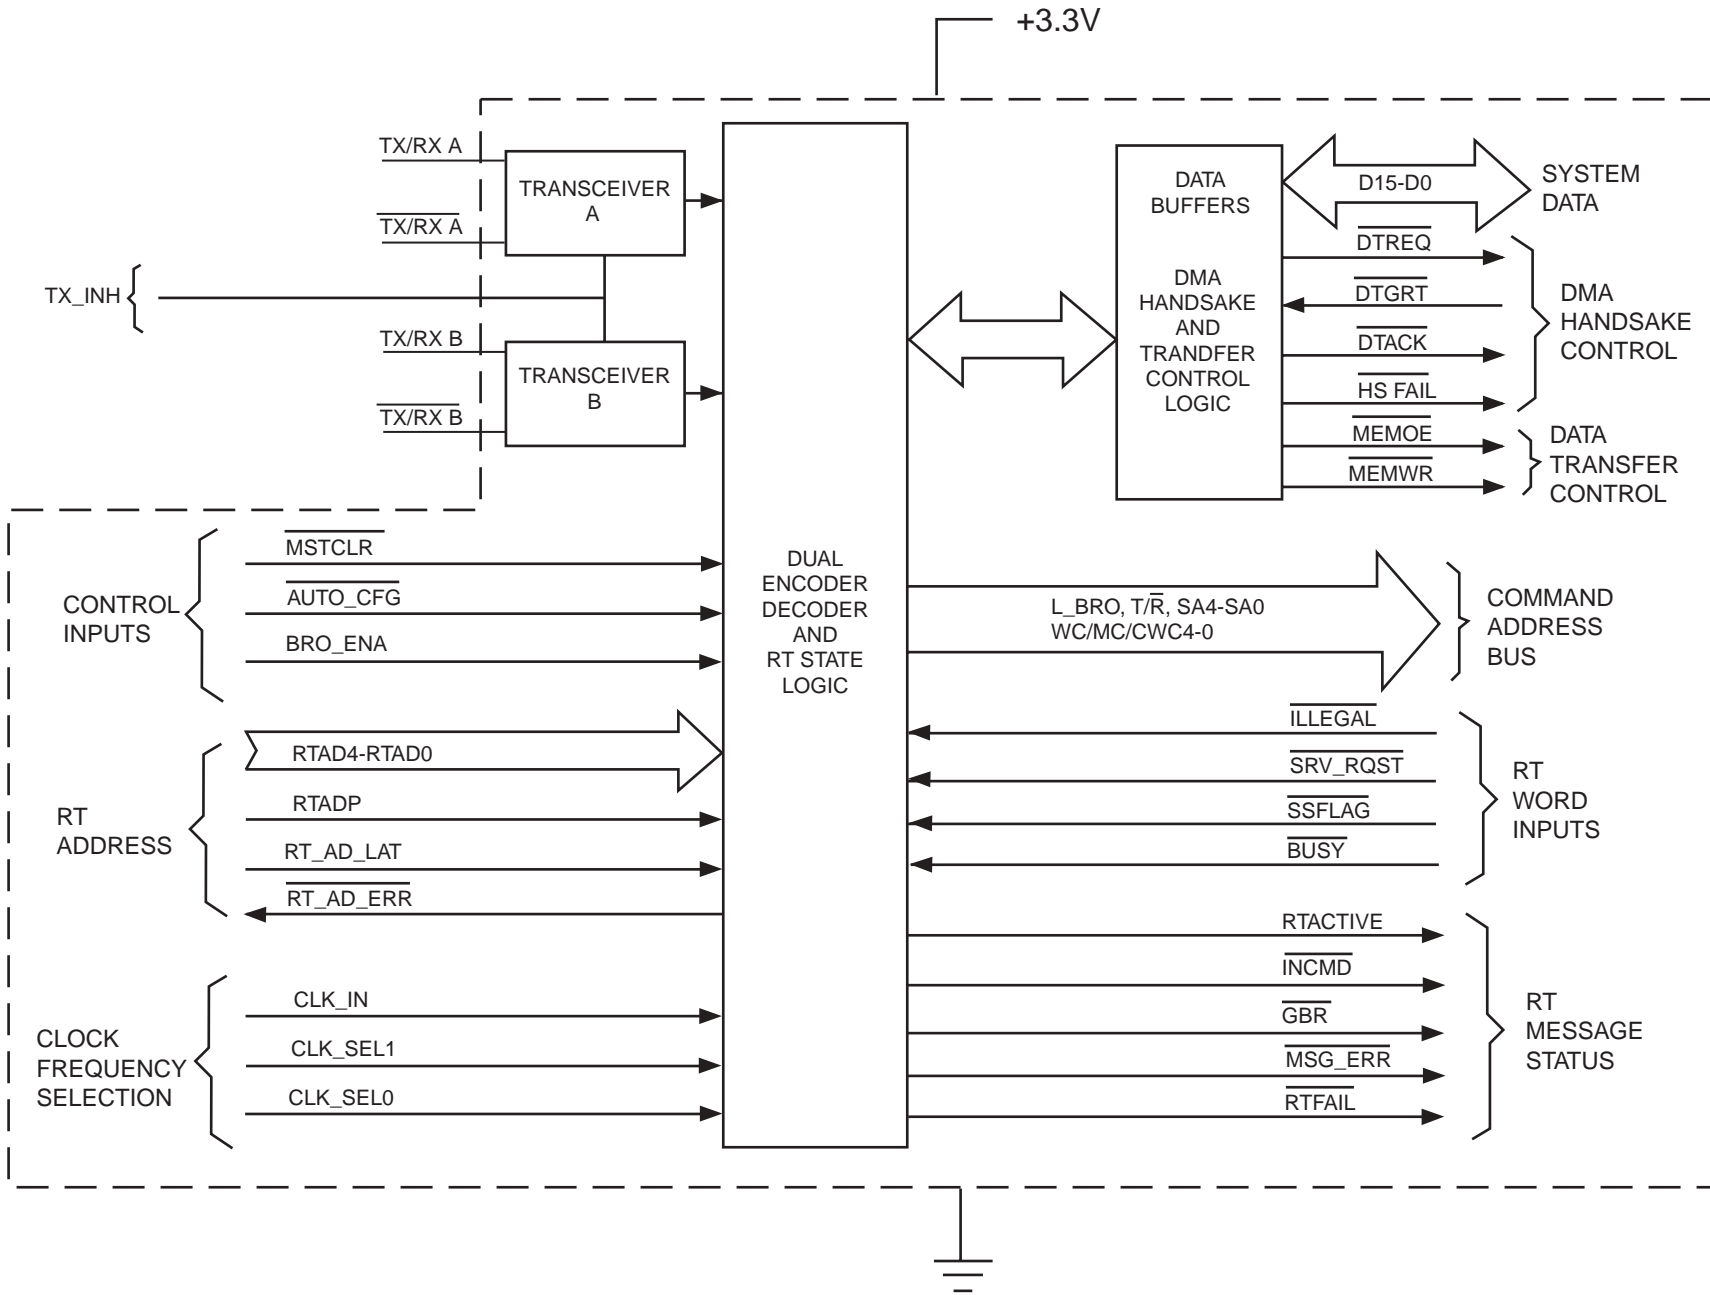 +3.3V
TX/RX A
TX/RX A
TRANSCEIVER
A
TX_INH
TX/RX B
TX/RX B
TRANSCEIVER
B
DATA
BUFFERS
DMA
HANDSAKE
AND
TRANDFER
CONTROL
LOGIC
D15-D0
SYSTEM
DATA
DTREQ
DTGRT
DTACK
HS FAIL
DMA
HANDSAKE
CONTROL
MEMOE
MEMWR
DATA
TRANSFER
CONTROL
CONTROL
INPUTS
MSTCLR
AUTO_CFG
BRO_ENA
DUAL
ENCODER
DECODER
AND
RT STATE
LOGIC
L_BRO, T/R̅, SA4-SA0
WC/MC/CWC4-0
COMMAND
ADDRESS
BUS
RT
ADDRESS
RTAD4-RTAD0
RTADP
RT_AD_LAT
RT_AD_ERR
ILLEGAL
SRV_RQST
SSFLAG
BUSY
RT
WORD
INPUTS
CLOCK
FREQUENCY
SELECTION
CLK_IN
CLK_SEL1
CLK_SEL0
RTACTIVE
INCMD
GBR
MSG_ERR
RTFAIL
RT
MESSAGE
STATUS